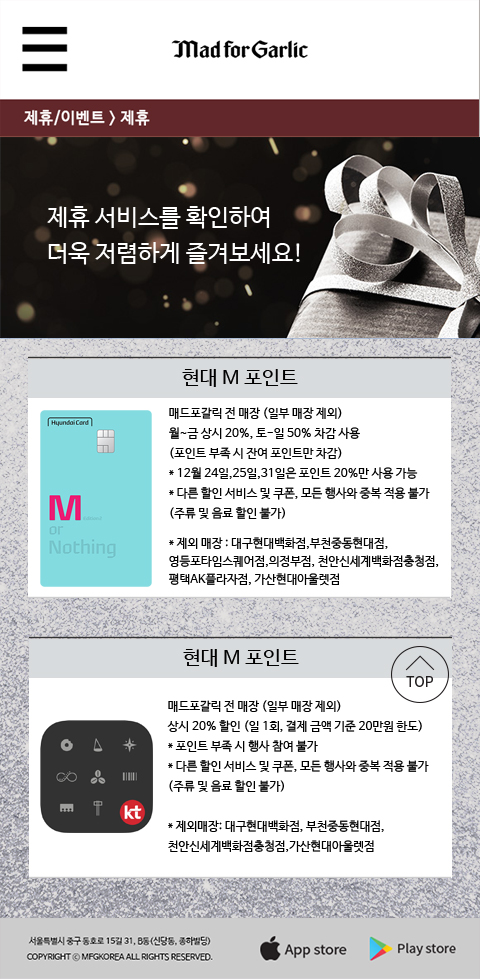 Mad for Garlic
제휴/이벤트 > 제휴
제휴 서비스를 확인하여
더욱 저렴하게 즐겨보세요!
현대 M 포인트
HyundaiCard
M
or
Nothing
매드포갈릭 전 매장 (일부 매장 제외)
월~금 상시 20%, 토-일 50% 차감 사용
(포인트 부족 시 잔여 포인트만 차감)
* 12월 24일,25일,31일은 포인트 20%만 사용 가능
* 다른 할인 서비스 및 쿠폰, 모든 행사와 중복 적용 불가
(주류 및 음료 할인 불가)
* 제외 매장 : 대구현대백화점,부천중동현대점,
영등포타임스퀘어점,의정부점, 천안신세계백화점충청점,
평택AK플라자점, 가산현대아울렛점
현대 M 포인트
TOP
매드포갈릭 전 매장 (일부 매장 제외)
상시 20% 할인 (일 1회, 결제 금액 기준 20만원 한도)
* 포인트 부족 시 행사 참여 불가
* 다른 할인 서비스 및 쿠폰, 모든 행사와 중복 적용 불가
(주류 및 음료 할인 불가)
kt
* 제외매장: 대구현대백화점, 부천중동현대점,
천안신세계백화점충청점,가산현대아울렛점
서울특별시 중구 동호로 15길 31, B동(신당동, 종하빌딩)
COPYRIGHT ⓒ MFGKOREA ALL RIGHTS RESERVED.
App store
Play store